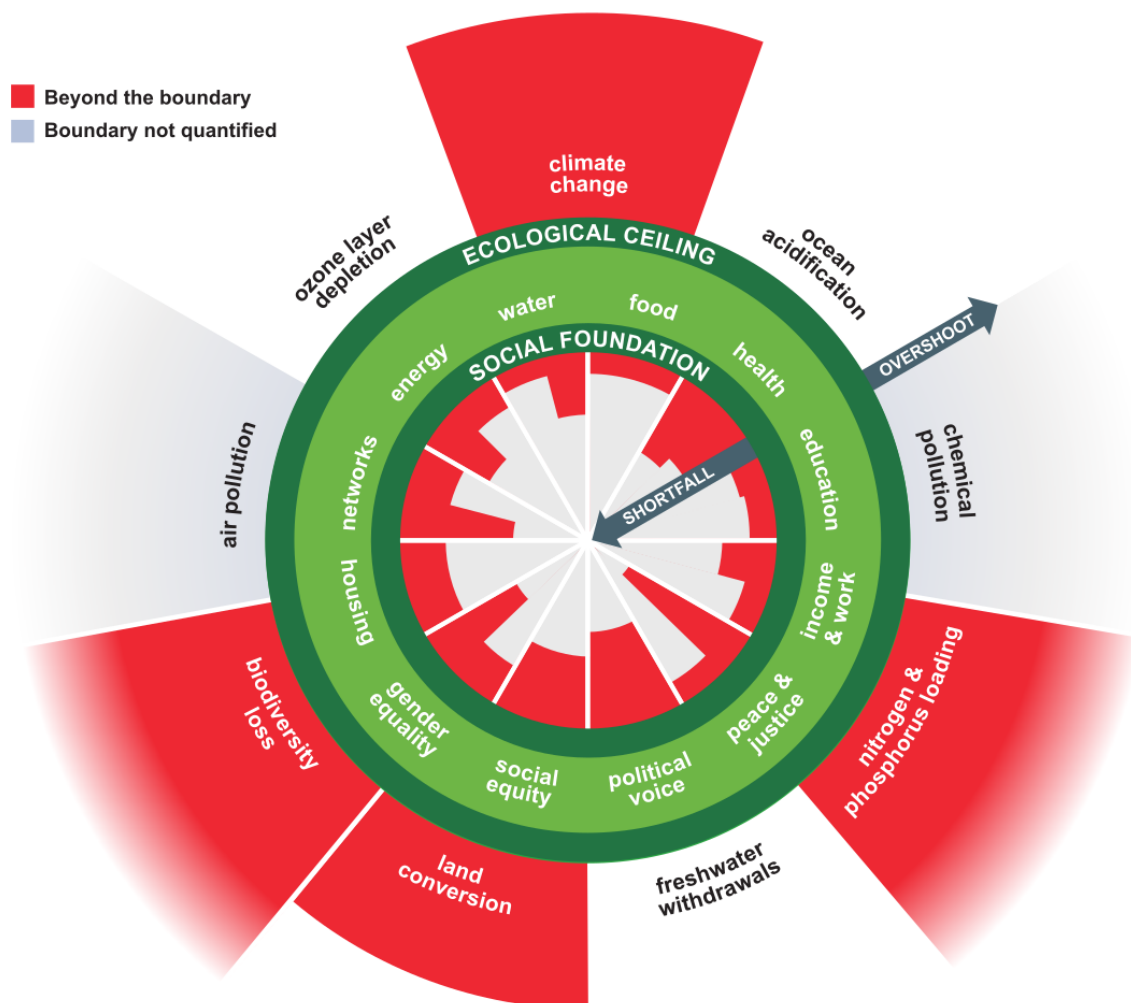 Beyond the boundary
Boundary not quantified
climate
change
ozone layer
depletion
ocean
acidification
ECOLOGICAL CEILING
OVERSHOOT
water
food
energy
health
SOCIAL FOUNDATION
SHORTFALL
networks
education
air pollution
chemical
pollution
housing
income
& work
gender
equality
peace &
justice
social
equity
political
voice
biodiversity
loss
nitrogen &
phosphorus loading
land
conversion
freshwater
withdrawals